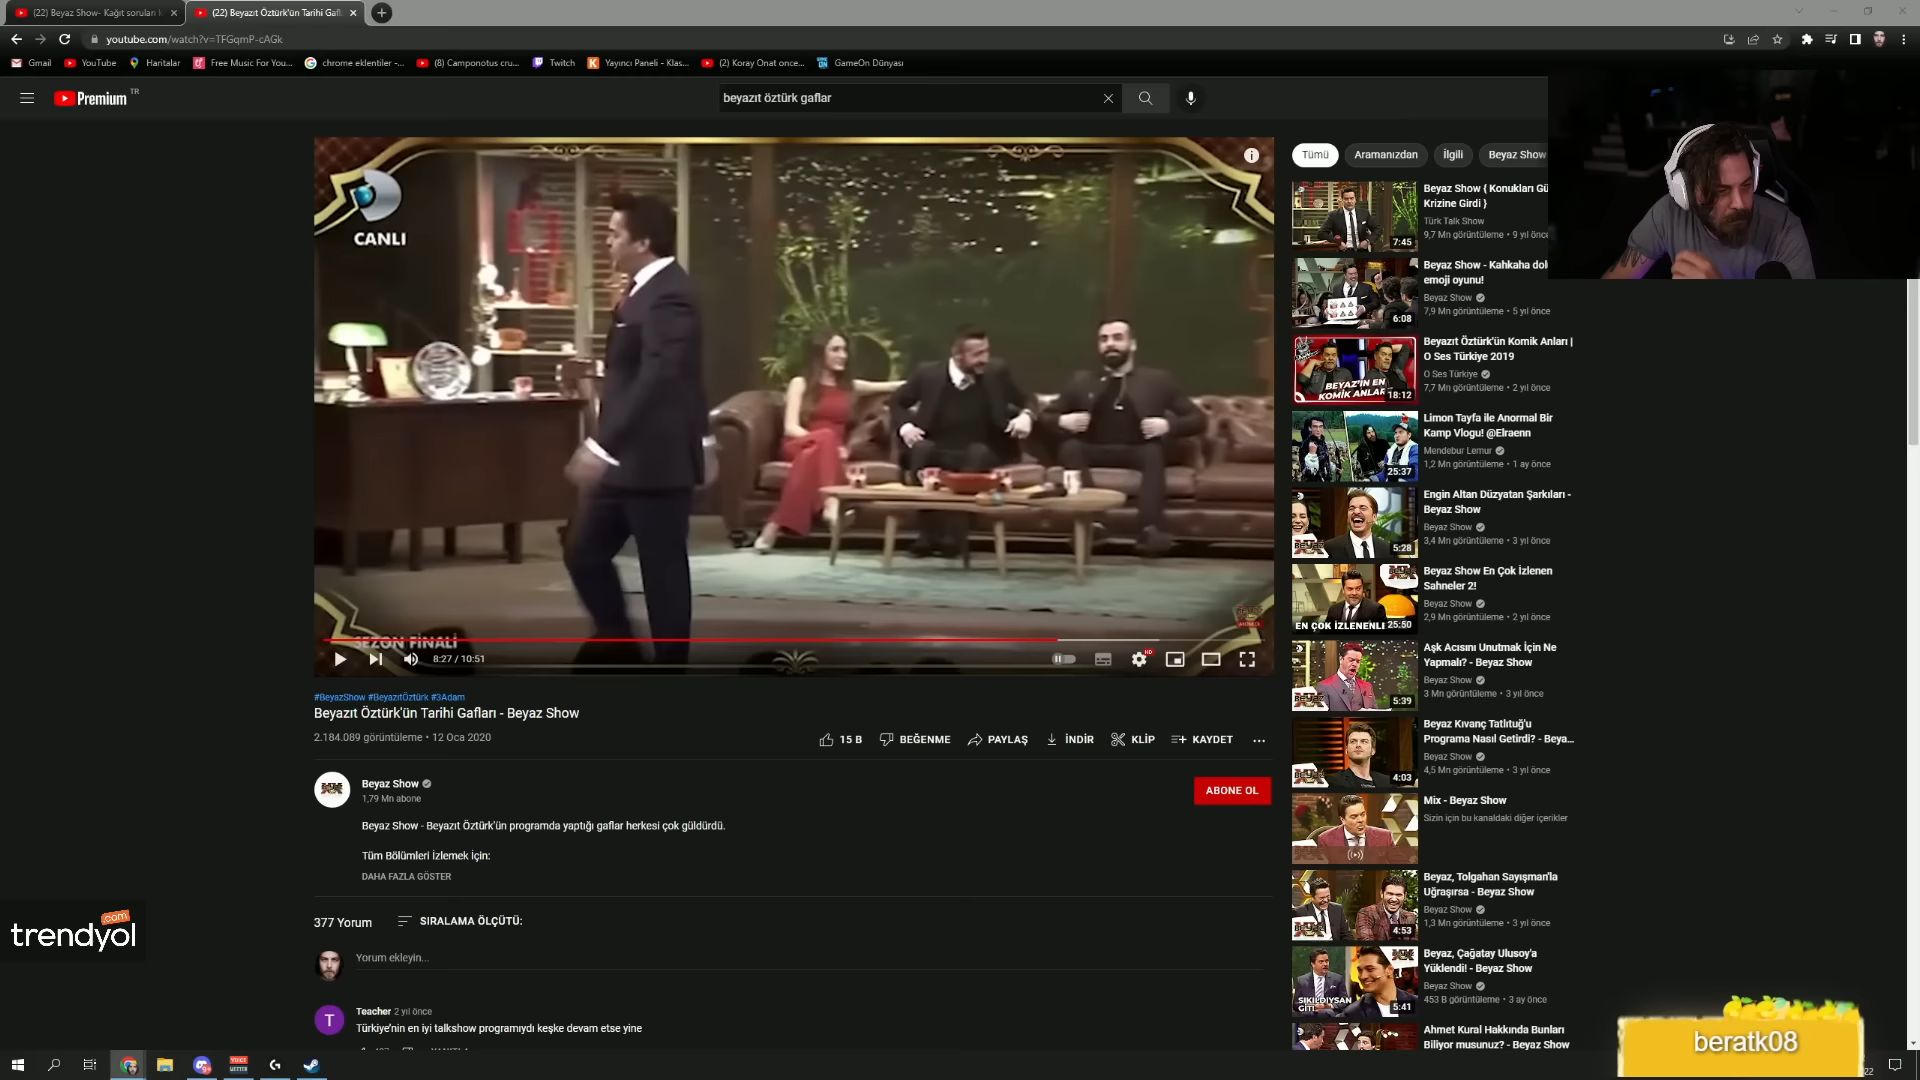 (22) Beyaz Show- Kağıt soruları k
(22) Beyazıt Öztürk'ün Tarihi Gafl
youtube.com/watch?v=TFGqmP-cAGk
Gmail
YouTube
Haritalar
Free Music For You...
chrome eklentiler -...
(8) Camponotus cru...
Twitch
Yayıncı Paneli - Klas...
(2) Koray Onat once...
GameOn Dünyası
Premium TR
beyazıt öztürk gaflar
CANLI
SEZON FİNALİ
8:27 / 10:51
HD
#BeyazShow #BeyazıtÖztürk #3Adam
Beyazıt Öztürk'ün Tarihi Gafları - Beyaz Show
2.184.089 görüntüleme • 12 Oca 2020
15 B
BEĞENME
PAYLAŞ
İNDİR
KLİP
KAYDET
Beyaz Show
1,79 Mn abone
ABONE OL
Beyaz Show - Beyazıt Öztürk'ün programda yaptığı gaflar herkesi çok güldürdü.
Tüm Bölümleri İzlemek İçin:
DAHA FAZLA GÖSTER
377 Yorum
SIRALAMA ÖLÇÜTÜ:
Yorum ekleyin...
T
Teacher 2 yıl önce
Türkiye'nin en iyi talkshow programıydı keşke devam etse yine
Tümü
Aramanızdan
İlgili
Beyaz Show
Beyaz Show { Konukları Gü
Krizine Girdi }
Türk Talk Show
9,7 Mn görüntüleme • 9 yıl önce
7:45
Beyaz Show - Kahkaha dol
emoji oyunu!
Beyaz Show
7,9 Mn görüntüleme • 5 yıl önce
6:08
Beyazıt Öztürk'ün Komik Anları |
O Ses Türkiye 2019
O Ses Türkiye
7,7 Mn görüntüleme • 2 yıl önce
BEYAZ'IN EN
KOMİK ANLAR
18:12
Limon Tayfa ile Anormal Bir
Kamp Vlogu! @Elraenn
Mendebur Lemur
1,2 Mn görüntüleme • 1 ay önce
25:37
Engin Altan Düzyatan Şarkıları -
Beyaz Show
Beyaz Show
3,4 Mn görüntüleme • 3 yıl önce
5:28
Beyaz Show En Çok İzlenen
Sahneler 2!
Beyaz Show
2,9 Mn görüntüleme • 2 yıl önce
EN ÇOK İZLENENLE
25:50
Aşk Acısını Unutmak İçin Ne
Yapmalı? - Beyaz Show
Beyaz Show
3 Mn görüntüleme • 3 yıl önce
5:39
Beyaz Kıvanç Tatlıtuğ'u
Programa Nasıl Getirdi? - Beya...
Beyaz Show
4,5 Mn görüntüleme • 3 yıl önce
4:03
Mix - Beyaz Show
Sizin için bu kanaldaki diğer içerikler
Beyaz, Tolgahan Sayışman'la
Uğraşırsa - Beyaz Show
Beyaz Show
1,3 Mn görüntüleme • 3 yıl önce
4:53
Beyaz, Çağatay Ulusoy'a
Yüklendi! - Beyaz Show
Beyaz Show
453 B görüntüleme • 3 ay önce
SIKILDIYSAN
GİT!
5:41
Ahmet Kural Hakkında Bunları
Biliyor musunuz? - Beyaz Show
trendyol
.com
beratk08
22